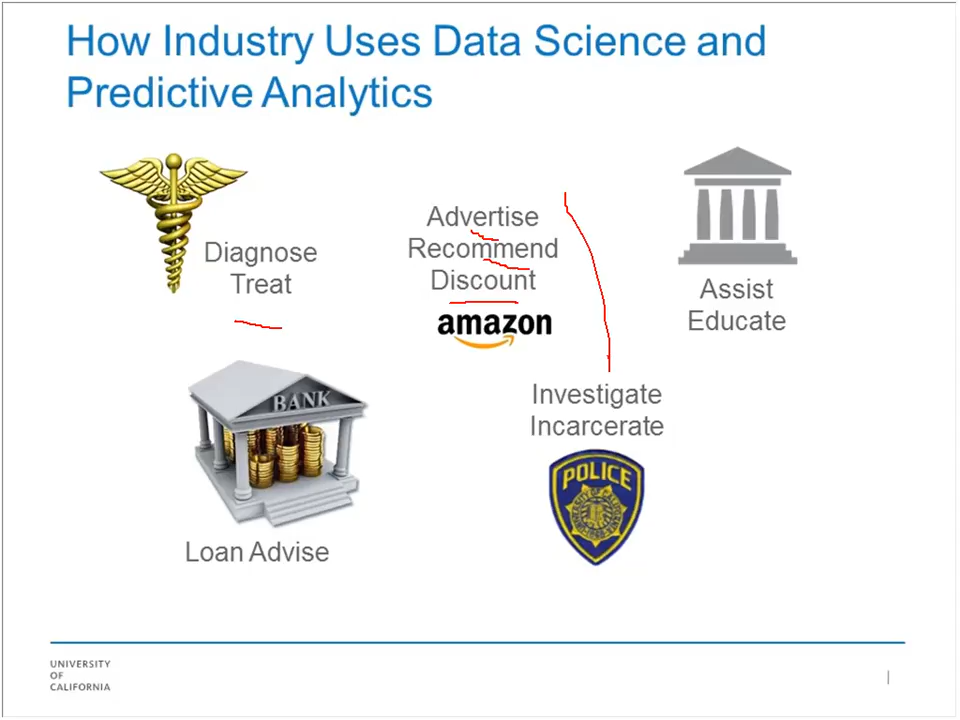 How Industry Uses Data Science and
Predictive Analytics
Diagnose
Treat
Advertise
Recommend
Discount
amazon
Assist
Educate
BANK
Loan Advise
Investigate
Incarcerate
POLICE
UNIVERSITY
OF
CALIFORNIA
|